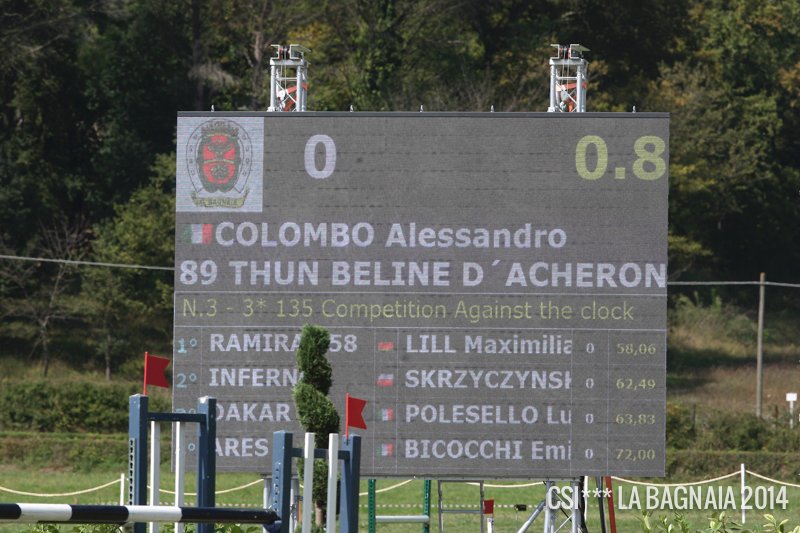 0 0.8
LA BAGNAIA
COLOMBO Alessandro
89 THUN BELINE D´ACHERON
N.3 - 3* 135 Competition Against the clock
1° RAMIRA 58 LILL Maximilia 0 58,06
2° INFERN SKRZYCZYNSK 0 62,49
DAKAR POLESELLO Lu 0 63,83
° ARES BICOCCHI Emi 0 72,00
CSI*** LA BAGNAIA 2014